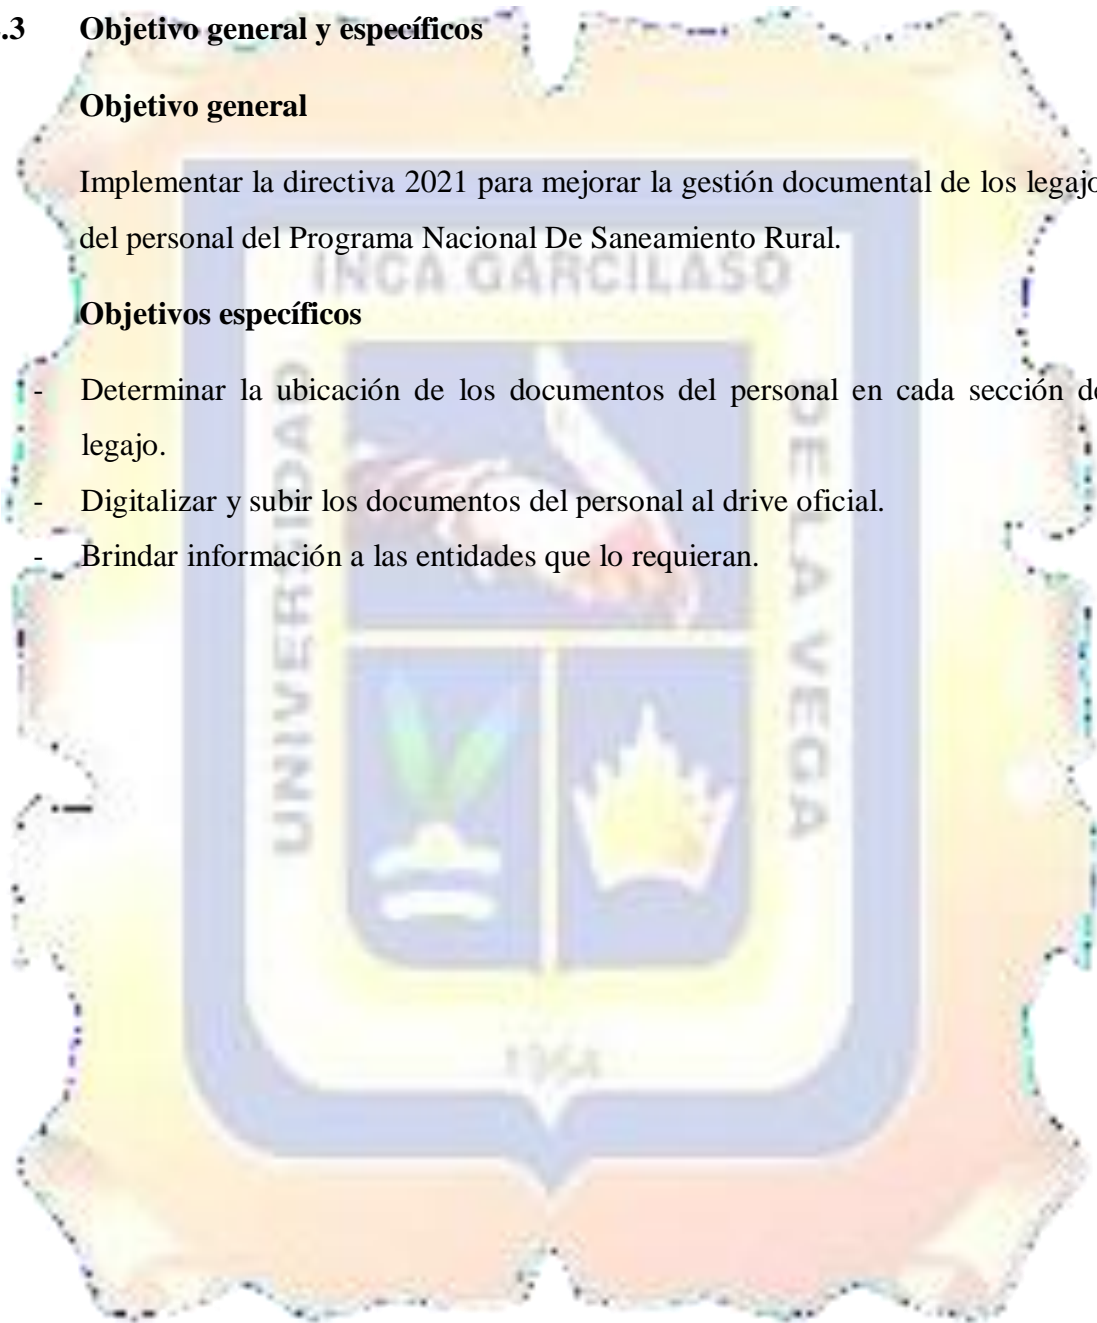 .3 Objetivo general y específicos
Objetivo general
Implementar la directiva 2021 para mejorar la gestión documental de los legajo
del personal del Programa Nacional De Saneamiento Rural.
INCA GARCILASO
Objetivos específicos
- Determinar la ubicación de los documentos del personal en cada sección de
legajo.
- Digitalizar y subir los documentos del personal al drive oficial.
- Brindar información a las entidades que lo requieran.
UNIVERSIDAD
DE LA VEGA
1964